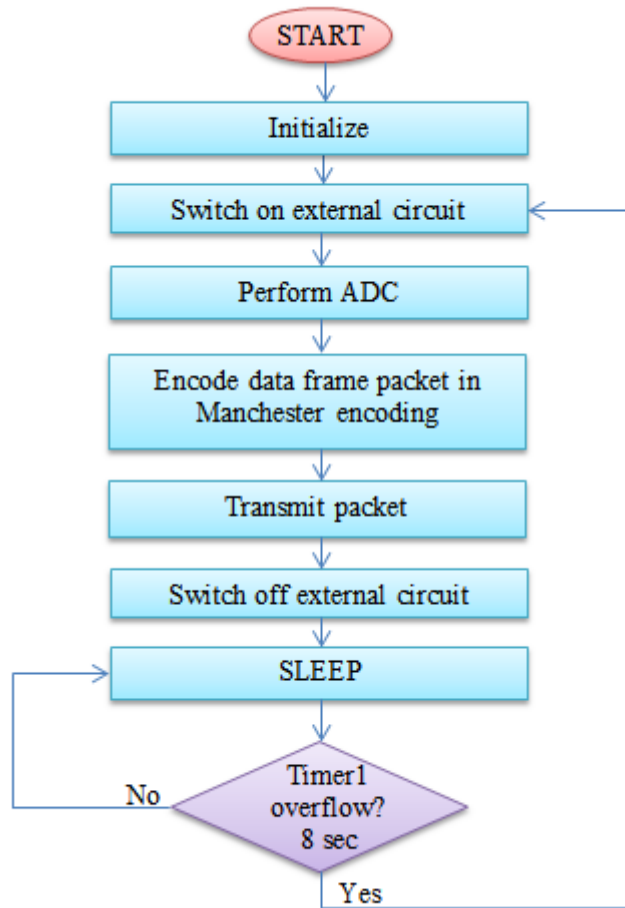 START
Initialize
Switch on external circuit
Perform ADC
Encode data frame packet in
Manchester encoding
Transmit packet
Switch off external circuit
SLEEP
Timer1
overflow?
8 sec
No
Yes